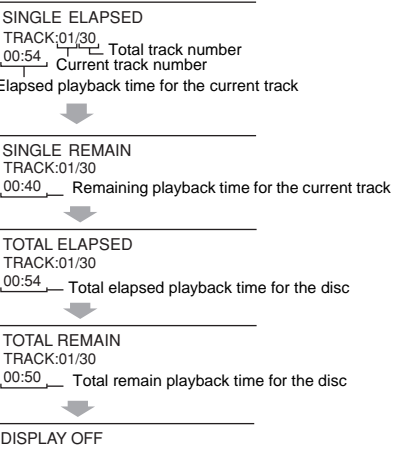 SINGLE ELAPSED
TRACK:01/30
Total track number
00:54
Current track number
Elapsed playback time for the current track
SINGLE REMAIN
TRACK:01/30
00:40 Remaining playback time for the current track
TOTAL ELAPSED
TRACK:01/30
00:54 Total elapsed playback time for the disc
TOTAL REMAIN
TRACK:01/30
00:50 Total remain playback time for the disc
DISPLAY OFF